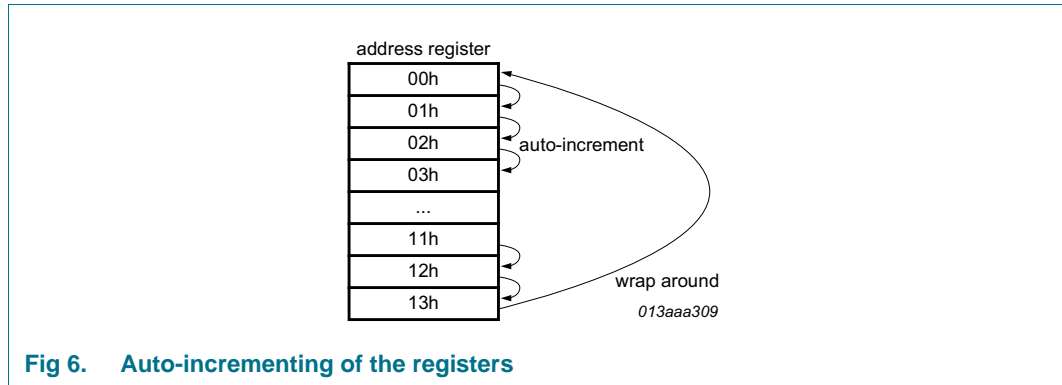 address register
00h
01h
02h
auto-increment
03h
...
11h
12h
wrap around
13h
013aaa309
Fig 6. Auto-incrementing of the registers